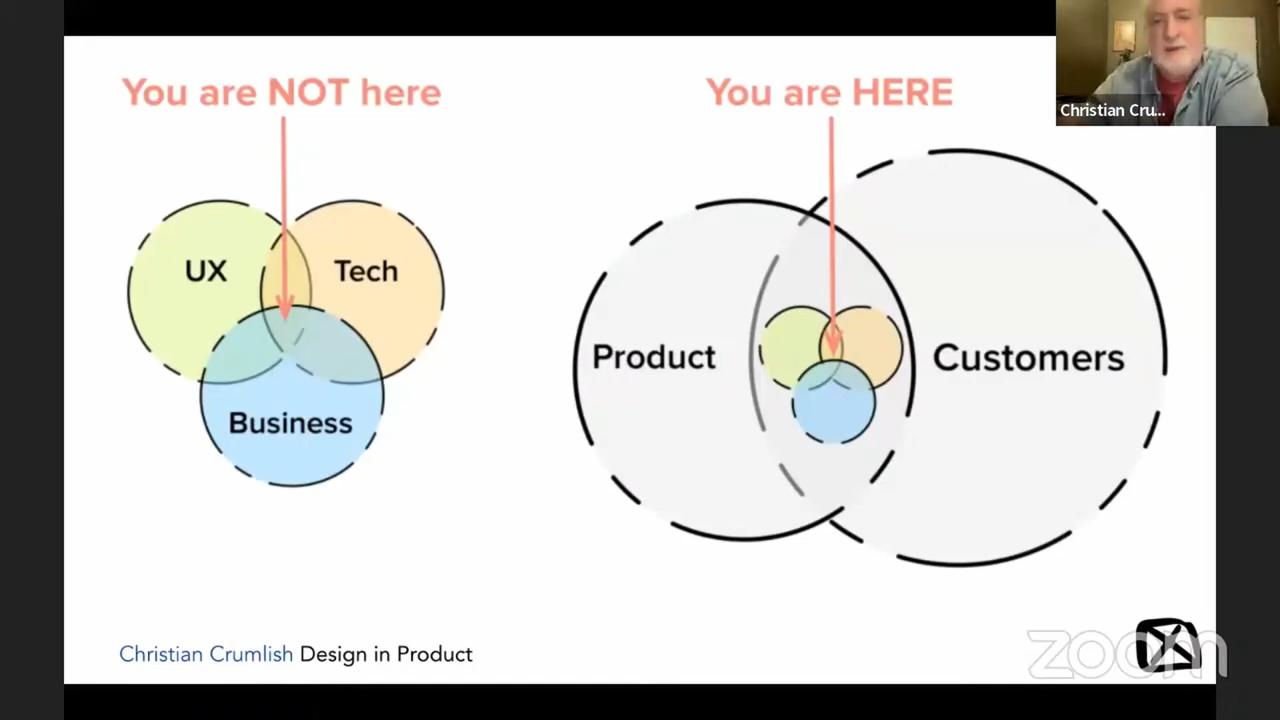 You are NOT here
You are HERE
Christian Cru...
UX
Tech
Business
Product
Customers
Christian Crumlish Design in Product
zoom